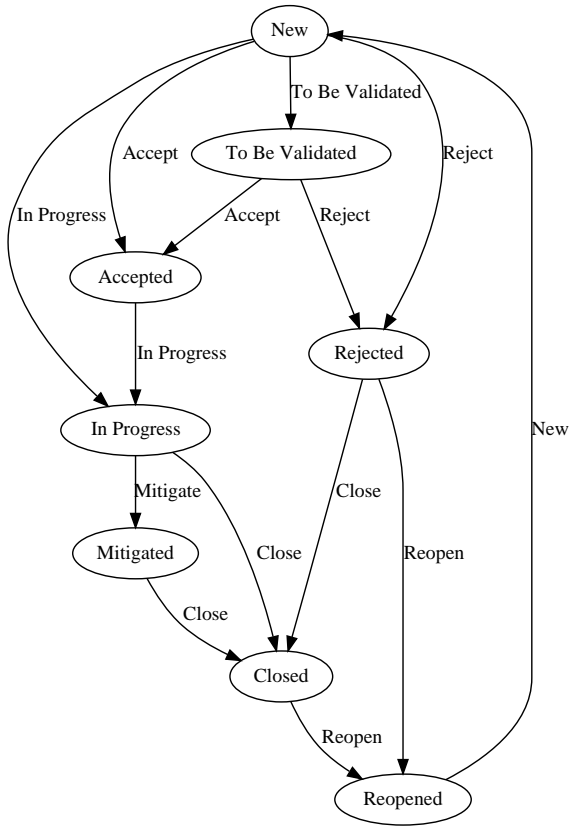 New
To Be Validated
To Be Validated
Accept
Reject
In Progress
Accept
Reject
Accepted
Rejected
In Progress
In Progress
New
Mitigate
Close
Mitigated
Close
Reopen
Close
Closed
Reopen
Reopened